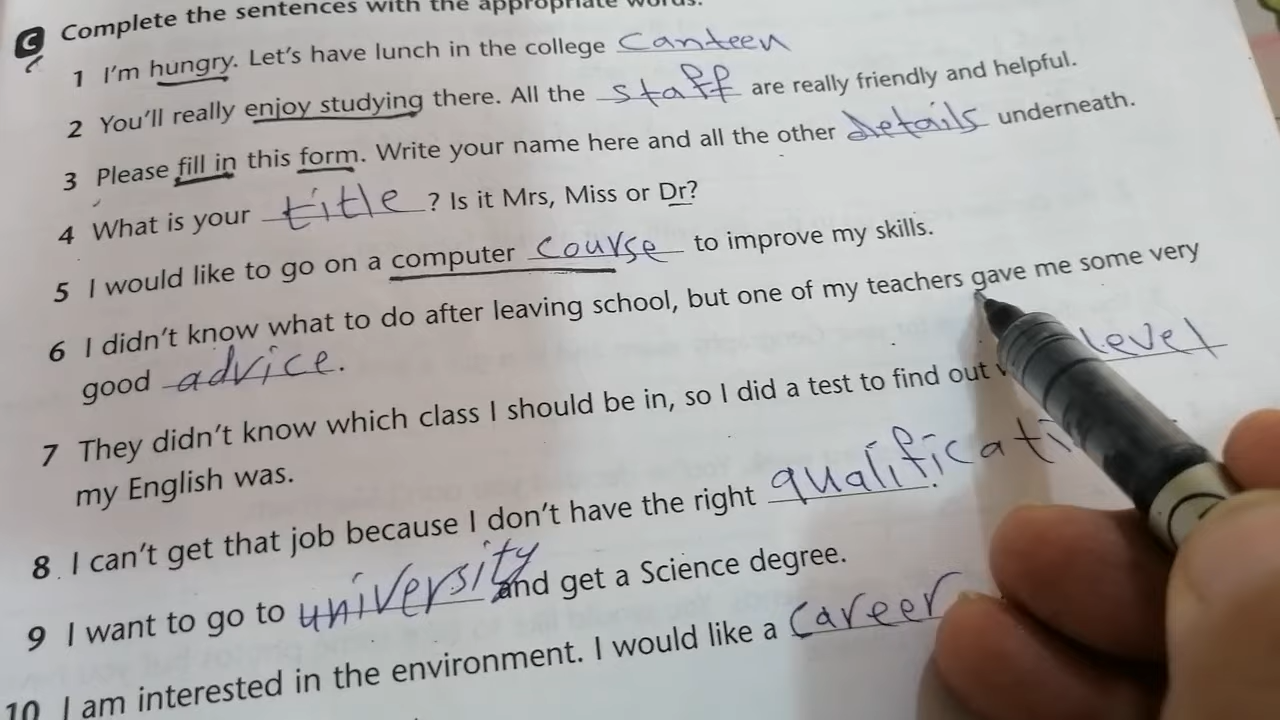 C Complete the sentences with the appropriate words.
1 I'm hungry. Let's have lunch in the college canteen
2 You'll really enjoy studying there. All the staff are really friendly and helpful.
3 Please fill in this form. Write your name here and all the other details underneath.
4 What is your title? Is it Mrs, Miss or Dr?
5 I would like to go on a computer course to improve my skills.
6 I didn't know what to do after leaving school, but one of my teachers gave me some very
good advice.
7 They didn't know which class I should be in, so I did a test to find out level
my English was.
8 I can't get that job because I don't have the right qualificati
9 I want to go to university and get a Science degree.
10 I am interested in the environment. I would like a career